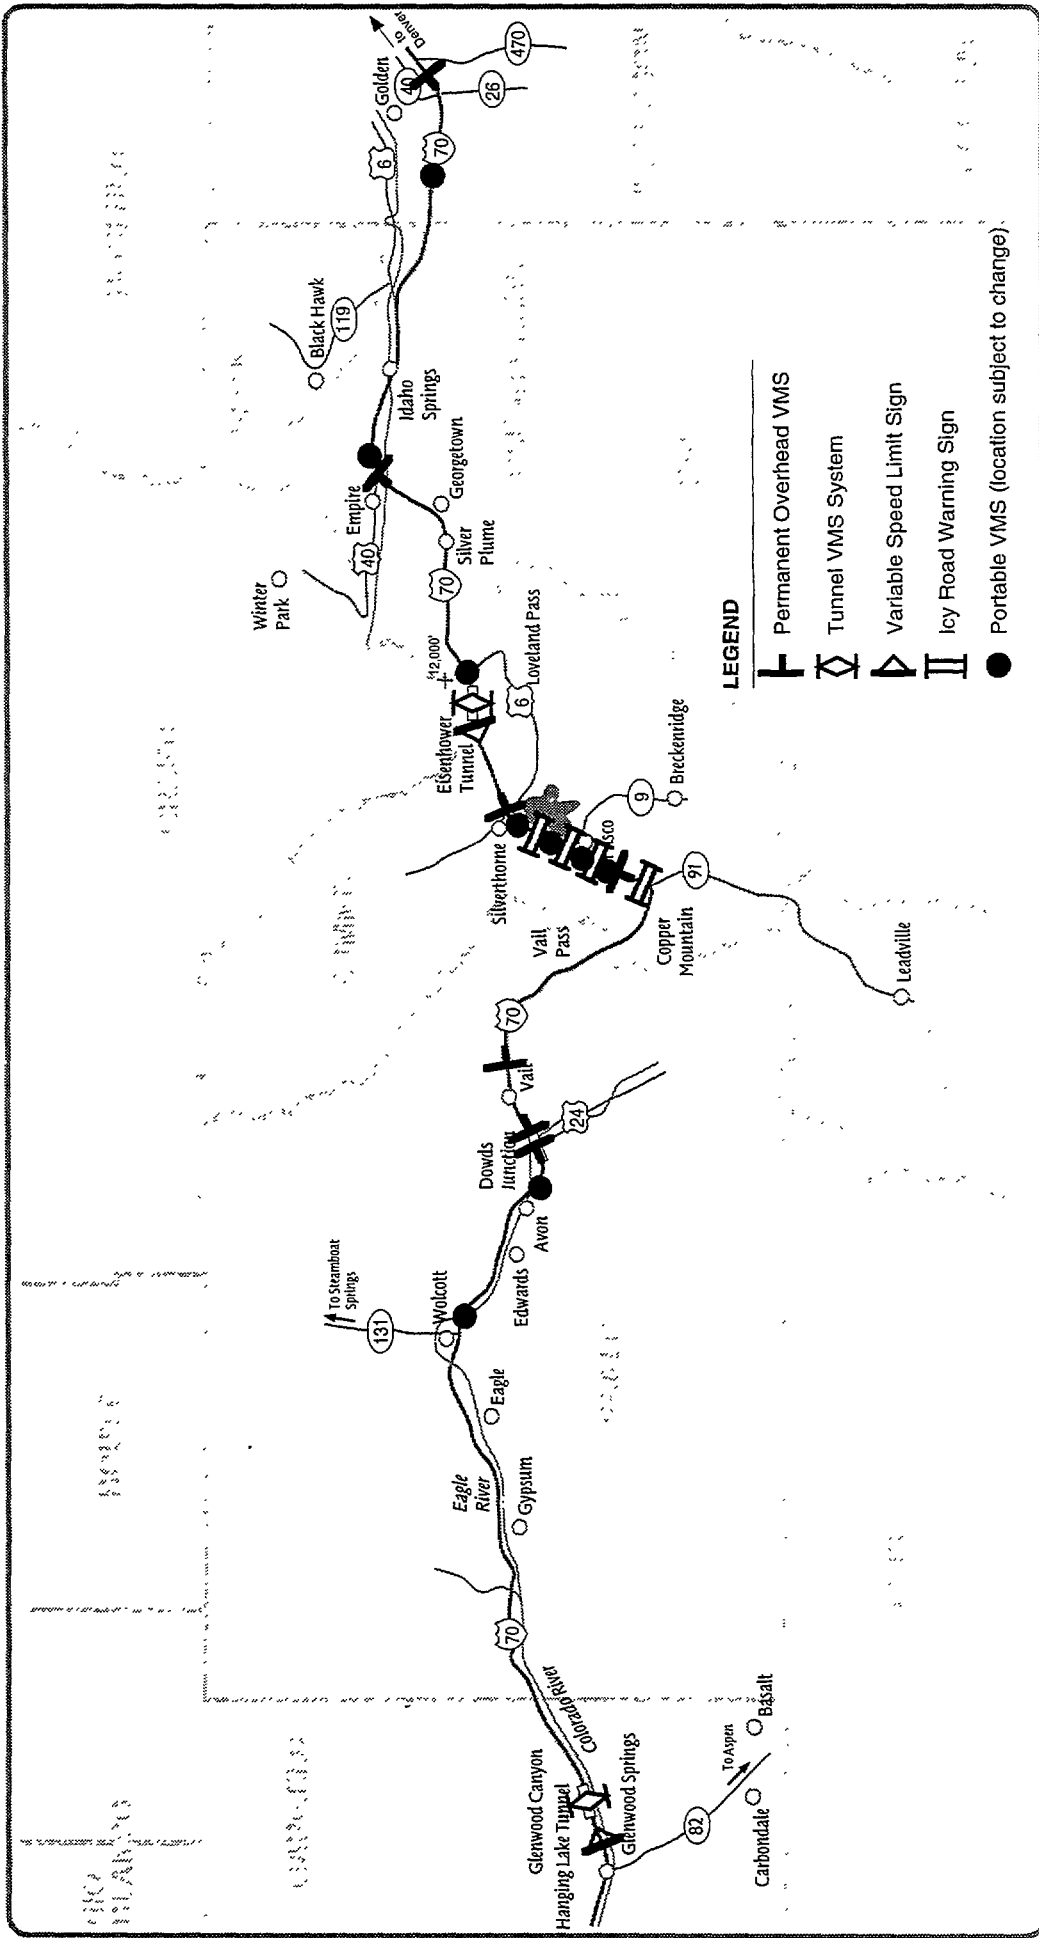 Denver
to
470
40
Golden
26
6
70
Black Hawk
119
Idaho
Springs
Georgetown
Empire
40
Silver
Plume
70
Winter
Park
12,000'
Loveland Pass
6
Eisenhower
Tunnel
Silverthorne
9
Breckenridge
91
Copper
Mountain
Leadville
Vail
Pass
70
Vail
24
Dowds
Junction
Avon
Edwards
To Steamboat
Springs
131
Wolcott
Eagle
Eagle
River
Gypsum
70
Colorado River
Glenwood Canyon
Hanging Lake Tunnel
Glenwood Springs
To Aspen
82
Basalt
Carbondale
LEGEND
Permanent Overhead VMS
Tunnel VMS System
Variable Speed Limit Sign
Icy Road Warning Sign
Portable VMS (location subject to change)